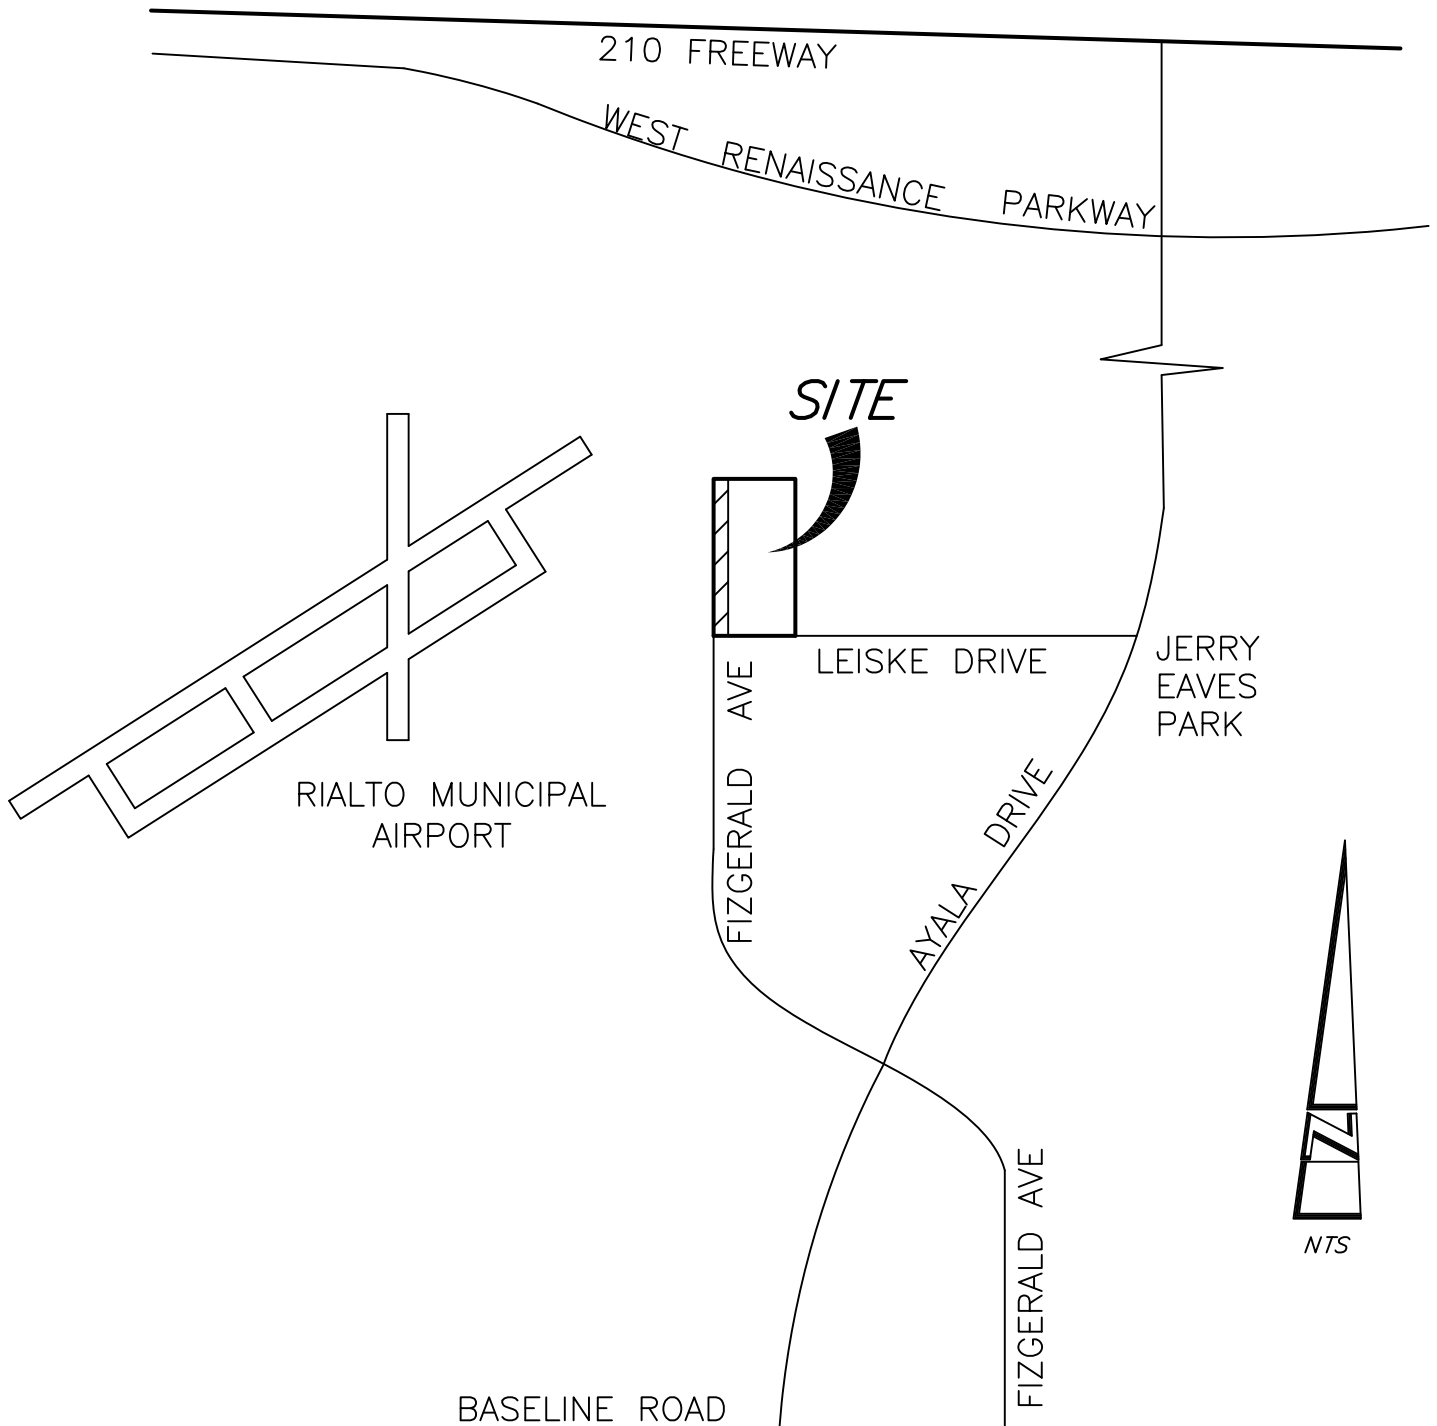 210 FREEWAY
WEST RENAISSANCE PARKWAY
SITE
JERRY
EAVES
PARK
LEISKE DRIVE
FIZGERALD AVE
AYALA DRIVE
RIALTO MUNICIPAL
AIRPORT
N
NTS
FIZGERALD AVE
BASELINE ROAD